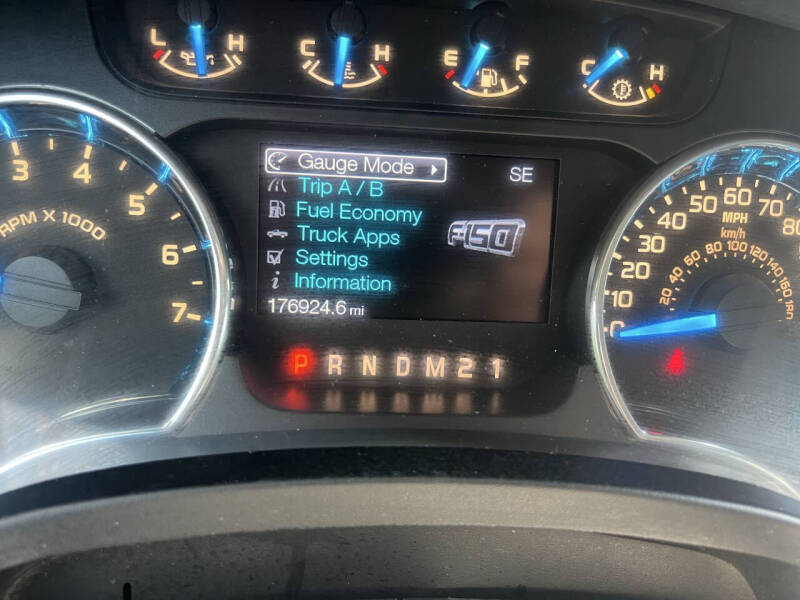 L H C H E F C H
Gauge Mode
SE
Trip A / B
Fuel Economy
F-150
Truck Apps
Settings
i Information
176924.6 mi
P R N D M 2 1
3 4 5 6 7
RPM X 1000
0 10 20 30 40 50 60 70 80
MPH
km/h
20 40 60 80 100 120 140 160